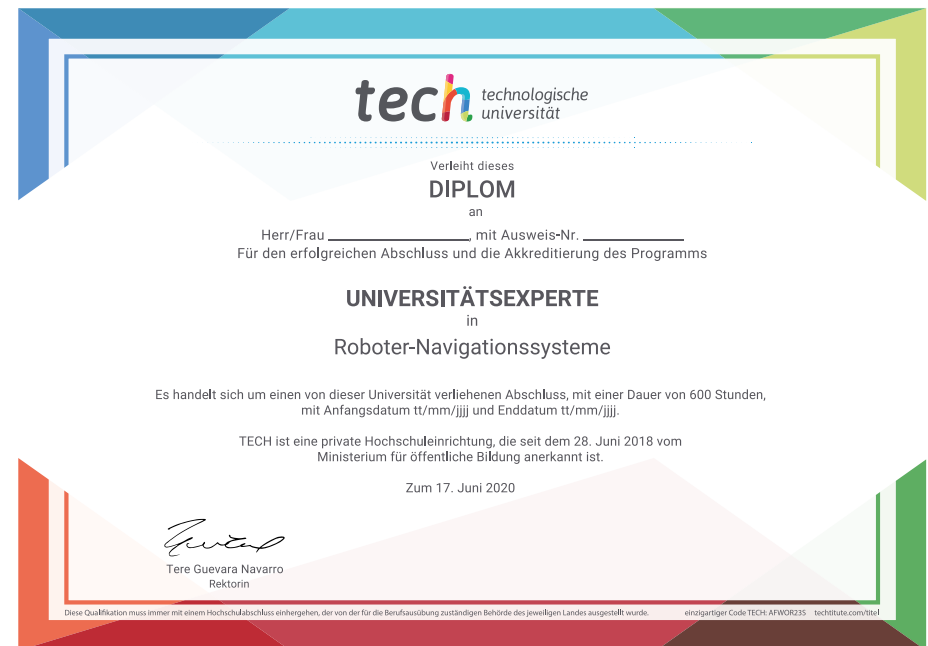 tech technologische
universität
Verleiht dieses
DIPLOM
an
Herr/Frau ____________________, mit Ausweis-Nr. ______________
Für den erfolgreichen Abschluss und die Akkreditierung des Programms
UNIVERSITÄTSEXPERTE
in
Roboter-Navigationssysteme
Es handelt sich um einen von dieser Universität verliehenen Abschluss, mit einer Dauer von 600 Stunden,
mit Anfangsdatum tt/mm/jjjj und Enddatum tt/mm/jjjj.
TECH ist eine private Hochschuleinrichtung, die seit dem 28. Juni 2018 vom
Ministerium für öffentliche Bildung anerkannt ist.
Zum 17. Juni 2020
Tere Guevara Navarro
Rektorin
Diese Qualifikation muss immer mit einem Hochschulabschluss einhergehen, der von der für die Berufsausübung zuständigen Behörde des jeweiligen Landes ausgestellt wurde. einzigartiger Code TECH: AFWOR235 techtitute.com/titel